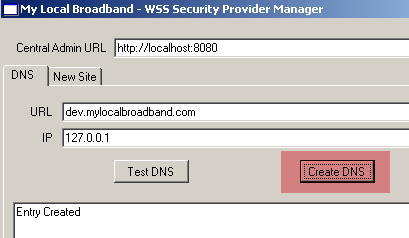 My Local Broadband - WSS Security Provider Manager
Central Admin URL http://localhost:8080
DNS New Site
URL dev.mylocalbroadband.com
IP 127.0.0.1
Test DNS Create DNS
Entry Created